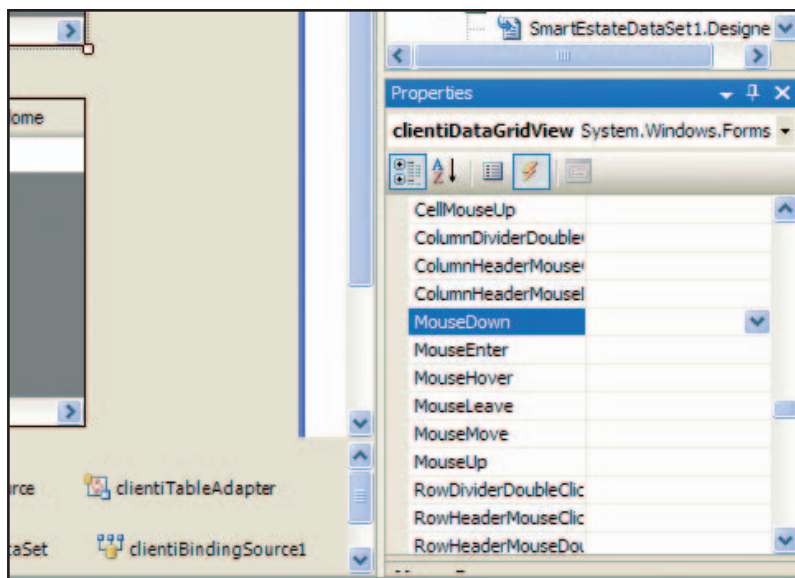 SmartEstateDataSet1.Designe
Properties
ome
clientiDataGridView System.Windows.Forms
A
Z
CellMouseUp
ColumnDividerDouble
ColumnHeaderMouse
ColumnHeaderMouseI
MouseDown
MouseEnter
MouseHover
MouseLeave
MouseMove
MouseUp
RowDividerDoubleClic
RowHeaderMouseClic
RowHeaderMouseDou
rce clientiTableAdapter
aSet clientiBindingSource1